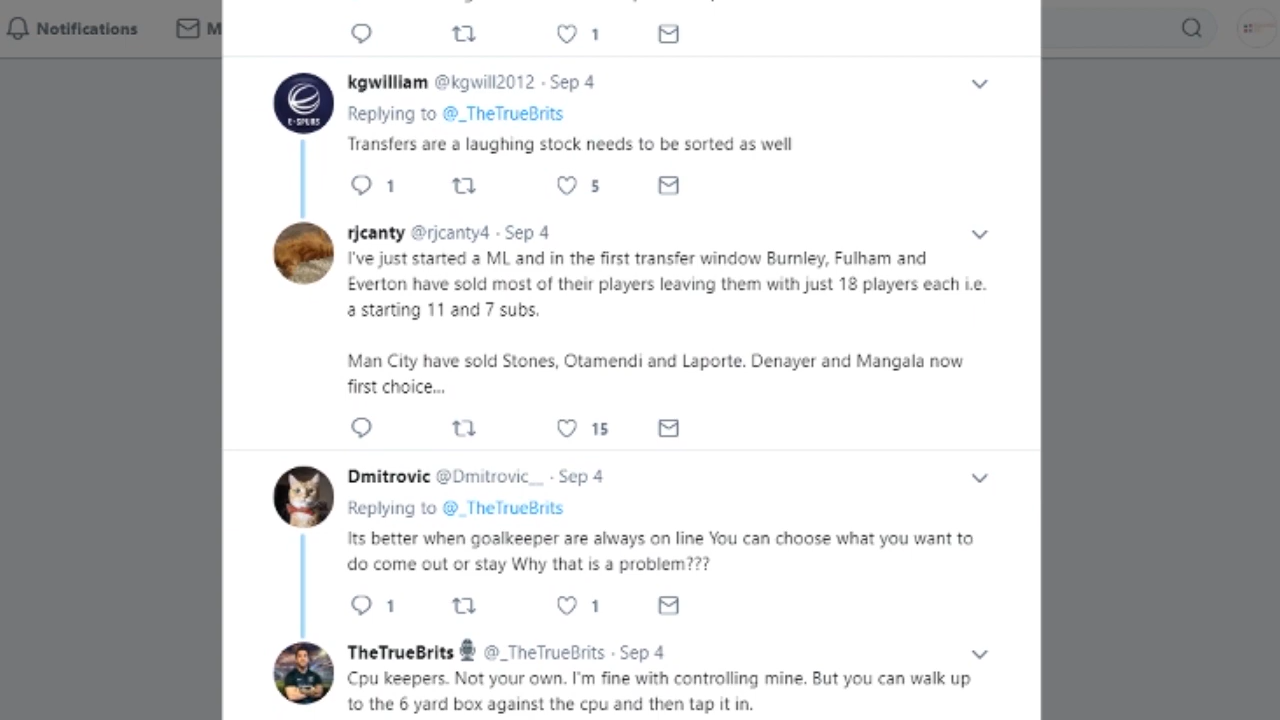 Notifications
M
1
kgwilliam @kgwill2012 · Sep 4
E-SPURS
Replying to @_TheTrueBrits
Transfers are a laughing stock needs to be sorted as well
1 5
rjcanty @rjcanty4 · Sep 4
I've just started a ML and in the first transfer window Burnley, Fulham and
Everton have sold most of their players leaving them with just 18 players each i.e.
a starting 11 and 7 subs.
Man City have sold Stones, Otamendi and Laporte. Denayer and Mangala now
first choice...
15
Dmitrovic @Dmitrovic__ · Sep 4
Replying to @_TheTrueBrits
Its better when goalkeeper are always on line You can choose what you want to
do come out or stay Why that is a problem???
1 1
TheTrueBrits @_TheTrueBrits · Sep 4
Cpu keepers. Not your own. I'm fine with controlling mine. But you can walk up
to the 6 yard box against the cpu and then tap it in.